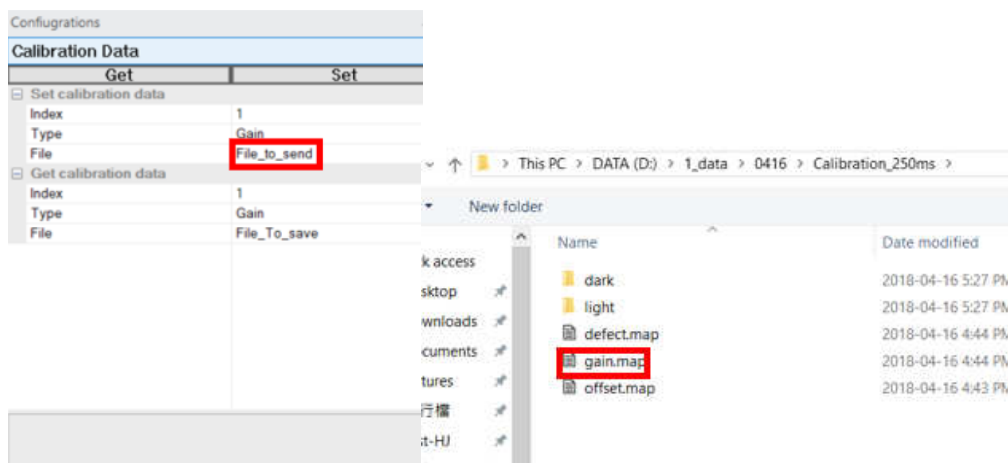 Confiugrations
Calibration Data
Get Set
Set calibration data
Index 1
Type Gain
File File_to_send
Get calibration data
Index 1
Type Gain
File File_To_save
This PC > DATA (D:) > 1_data > 0416 > Calibration_250ms >
New folder
Name Date modified
k access
sktop
wnloads
cuments
tures
行檔
st-HJ
dark 2018-04-16 5:27 PM
light 2018-04-16 5:27 PM
defect.map 2018-04-16 4:44 PM
gain.map 2018-04-16 4:44 PM
offset.map 2018-04-16 4:43 PM